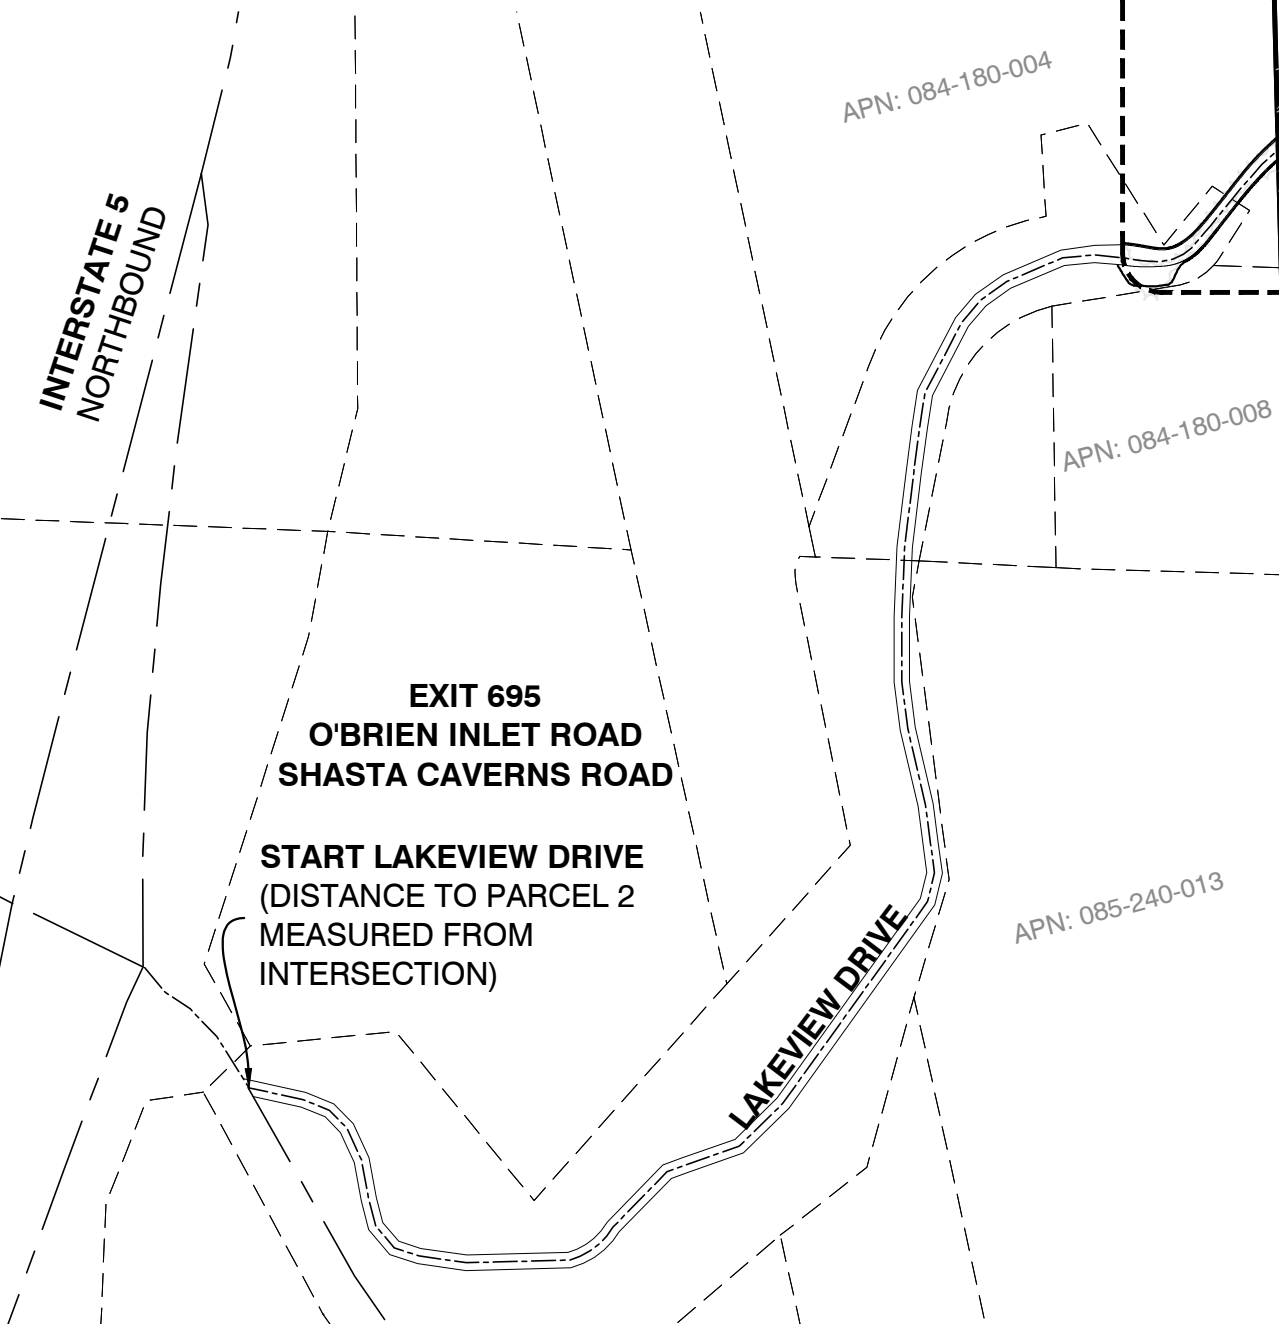 APN: 084-180-004
INTERSTATE 5
NORTHBOUND
APN: 084-180-008
EXIT 695
O'BRIEN INLET ROAD
SHASTA CAVERNS ROAD
START LAKEVIEW DRIVE
(DISTANCE TO PARCEL 2
MEASURED FROM
INTERSECTION)
APN: 085-240-013
LAKEVIEW DRIVE